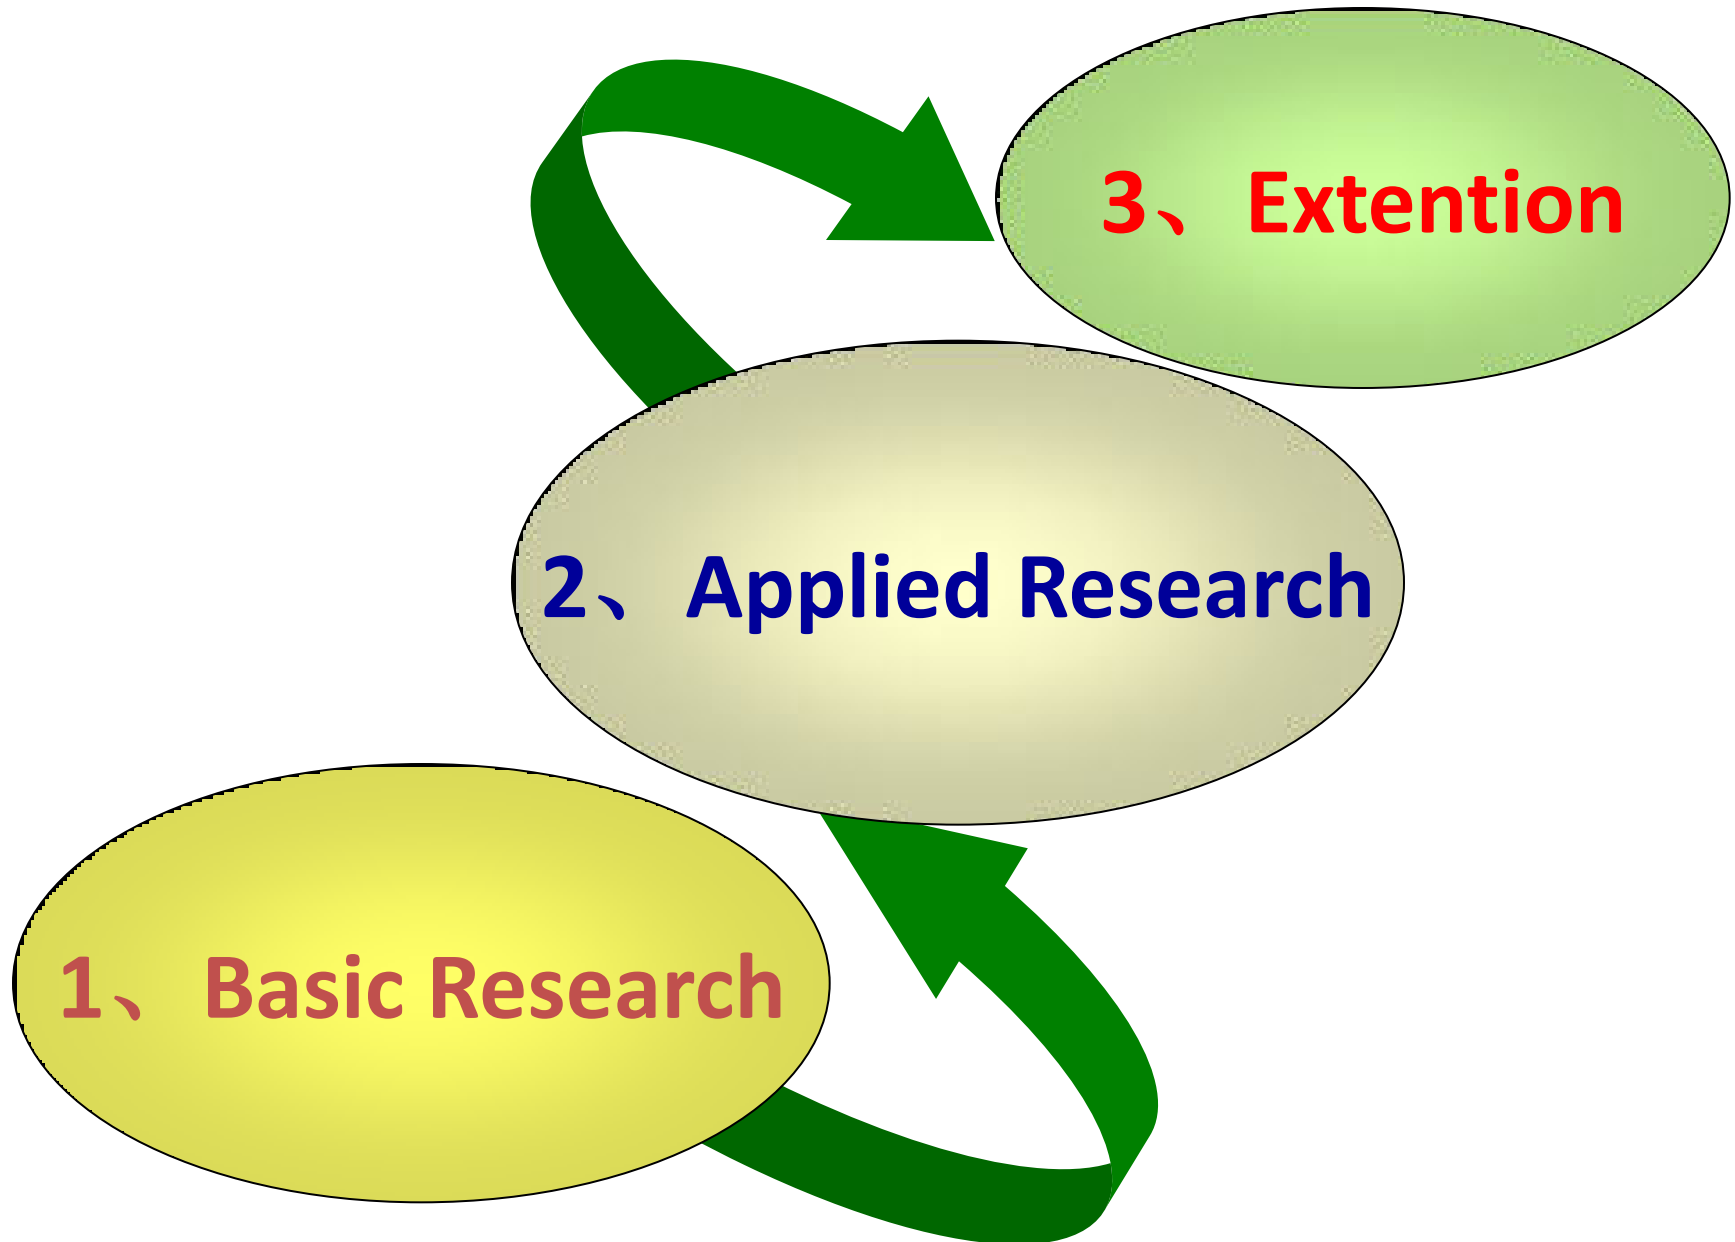 3、 Extention
2、 Applied Research
1、 Basic Research